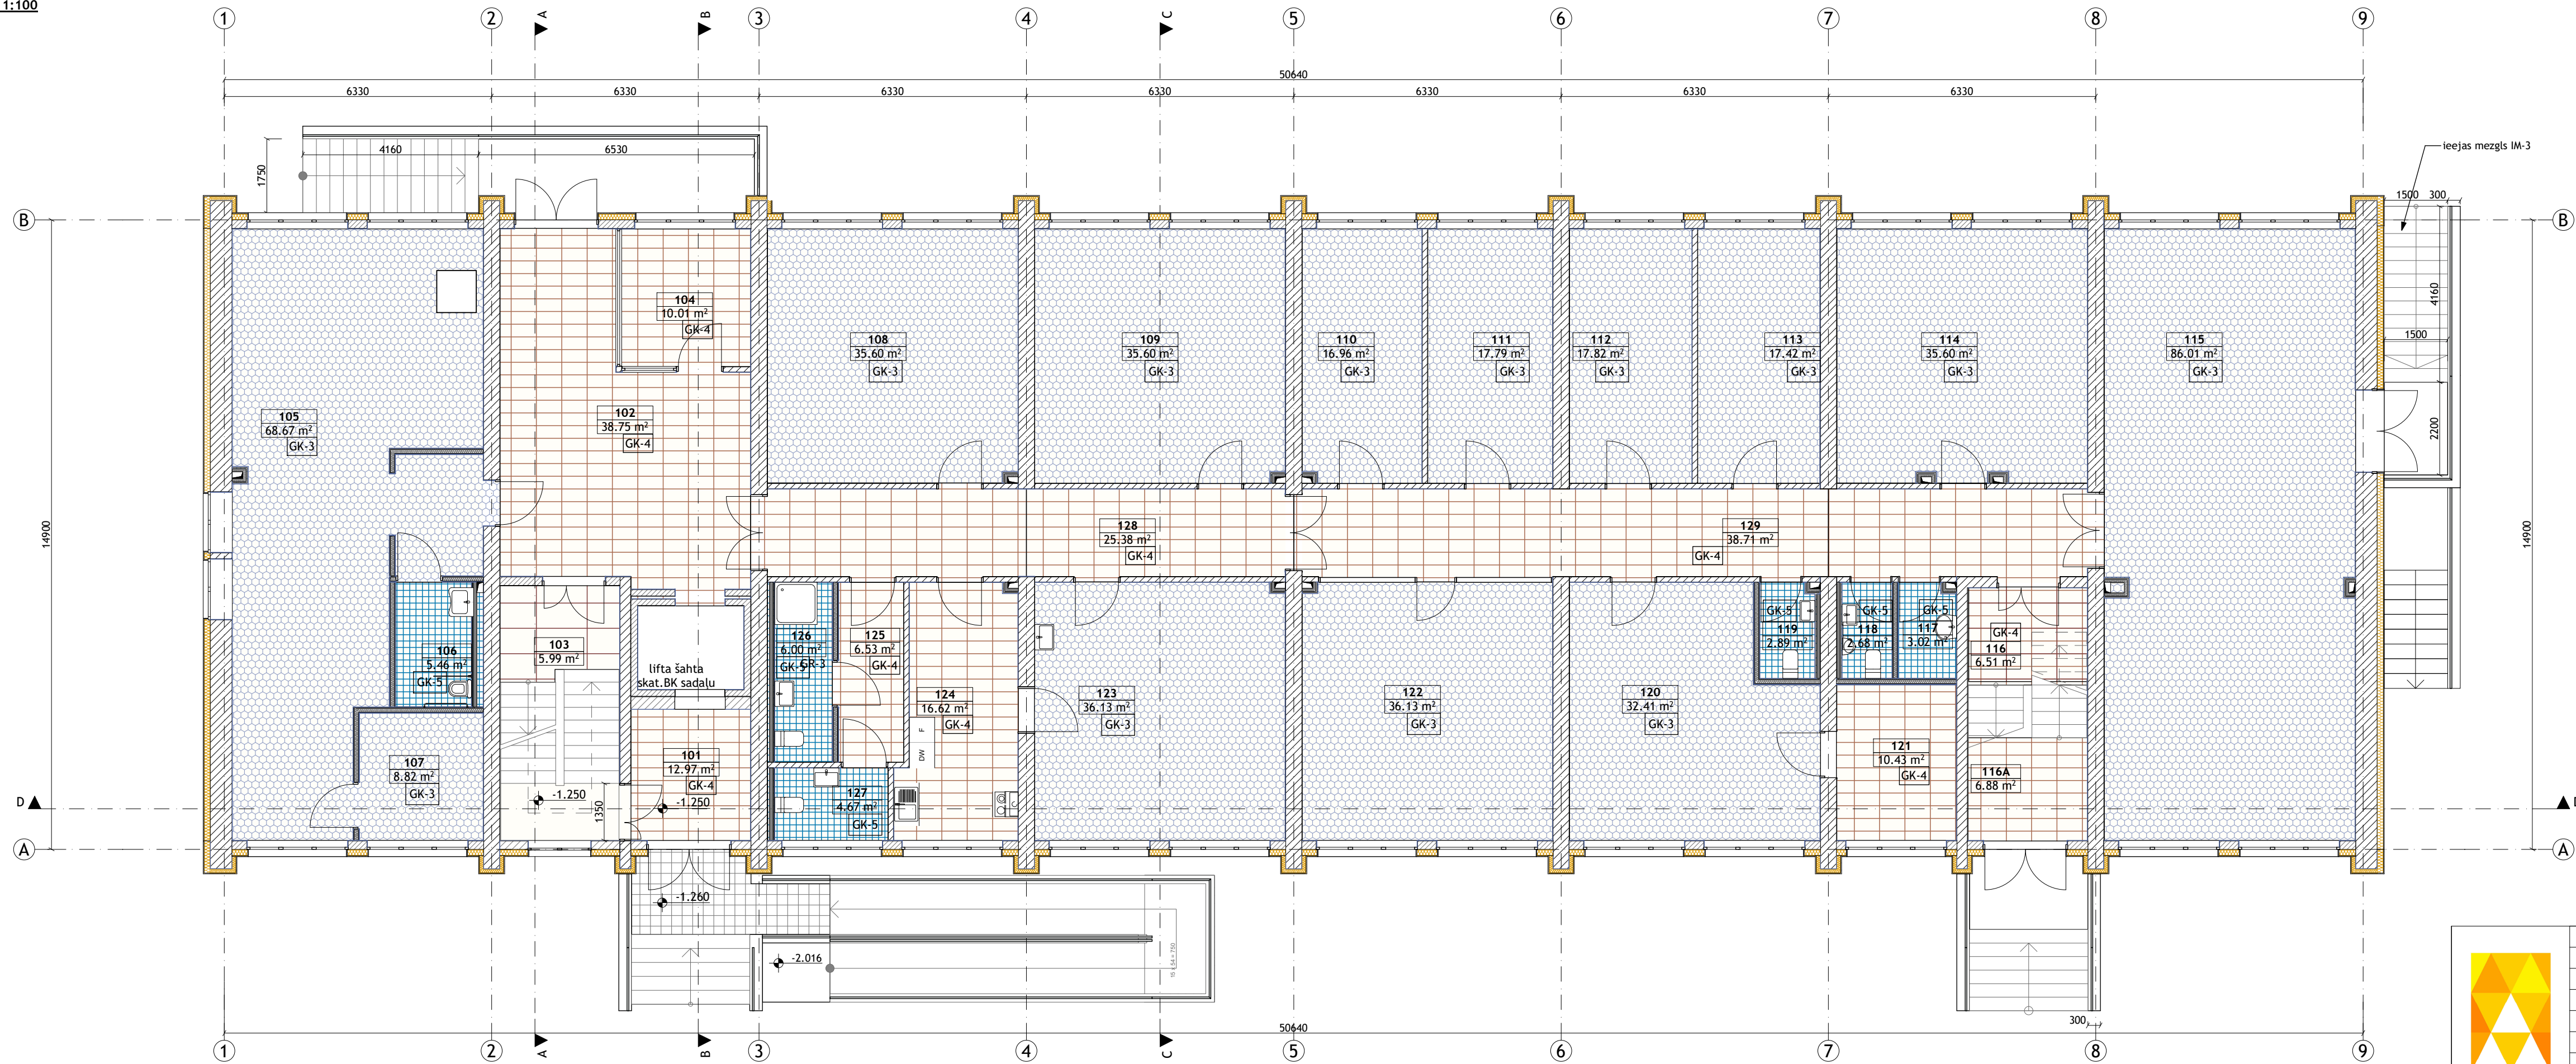 1:100
1
2
A
B
3
4
C
5
6
7
8
9
50640
6330
6330
6330
6330
6330
6330
6330
4160
6530
1750
ieejas mezgls IM-3
1500
300
B
B
14900
14900
4160
1500
2200
104
10.01 m²
GK-4
108
35.60 m²
GK-3
109
35.60 m²
GK-3
110
16.96 m²
GK-3
111
17.79 m²
GK-3
112
17.82 m²
GK-3
113
17.42 m²
GK-3
114
35.60 m²
GK-3
115
86.01 m²
GK-3
105
68.67 m²
GK-3
102
38.75 m²
GK-4
128
25.38 m²
GK-4
129
38.71 m²
GK-4
106
5.46 m²
GK-5
103
5.99 m²
lifta šahta
skat.BK sadaļu
126
6.00 m²
GK-5
GR-3
125
6.53 m²
GK-4
124
16.62 m²
GK-4
DW
F
123
36.13 m²
GK-3
122
36.13 m²
GK-3
120
32.41 m²
GK-3
GK-5
119
2.89 m²
GK-5
118
2.68 m²
GK-5
117
3.02 m²
GK-4
116
6.51 m²
107
8.82 m²
GK-3
101
12.97 m²
GK-4
121
10.43 m²
GK-4
116A
6.88 m²
127
4.67 m²
GK-5
-1.250
1350
-1.250
D
A
A
-1.260
-2.016
15 x 54 = 750
300
50640
1
2
A
B
3
4
C
5
6
7
8
9